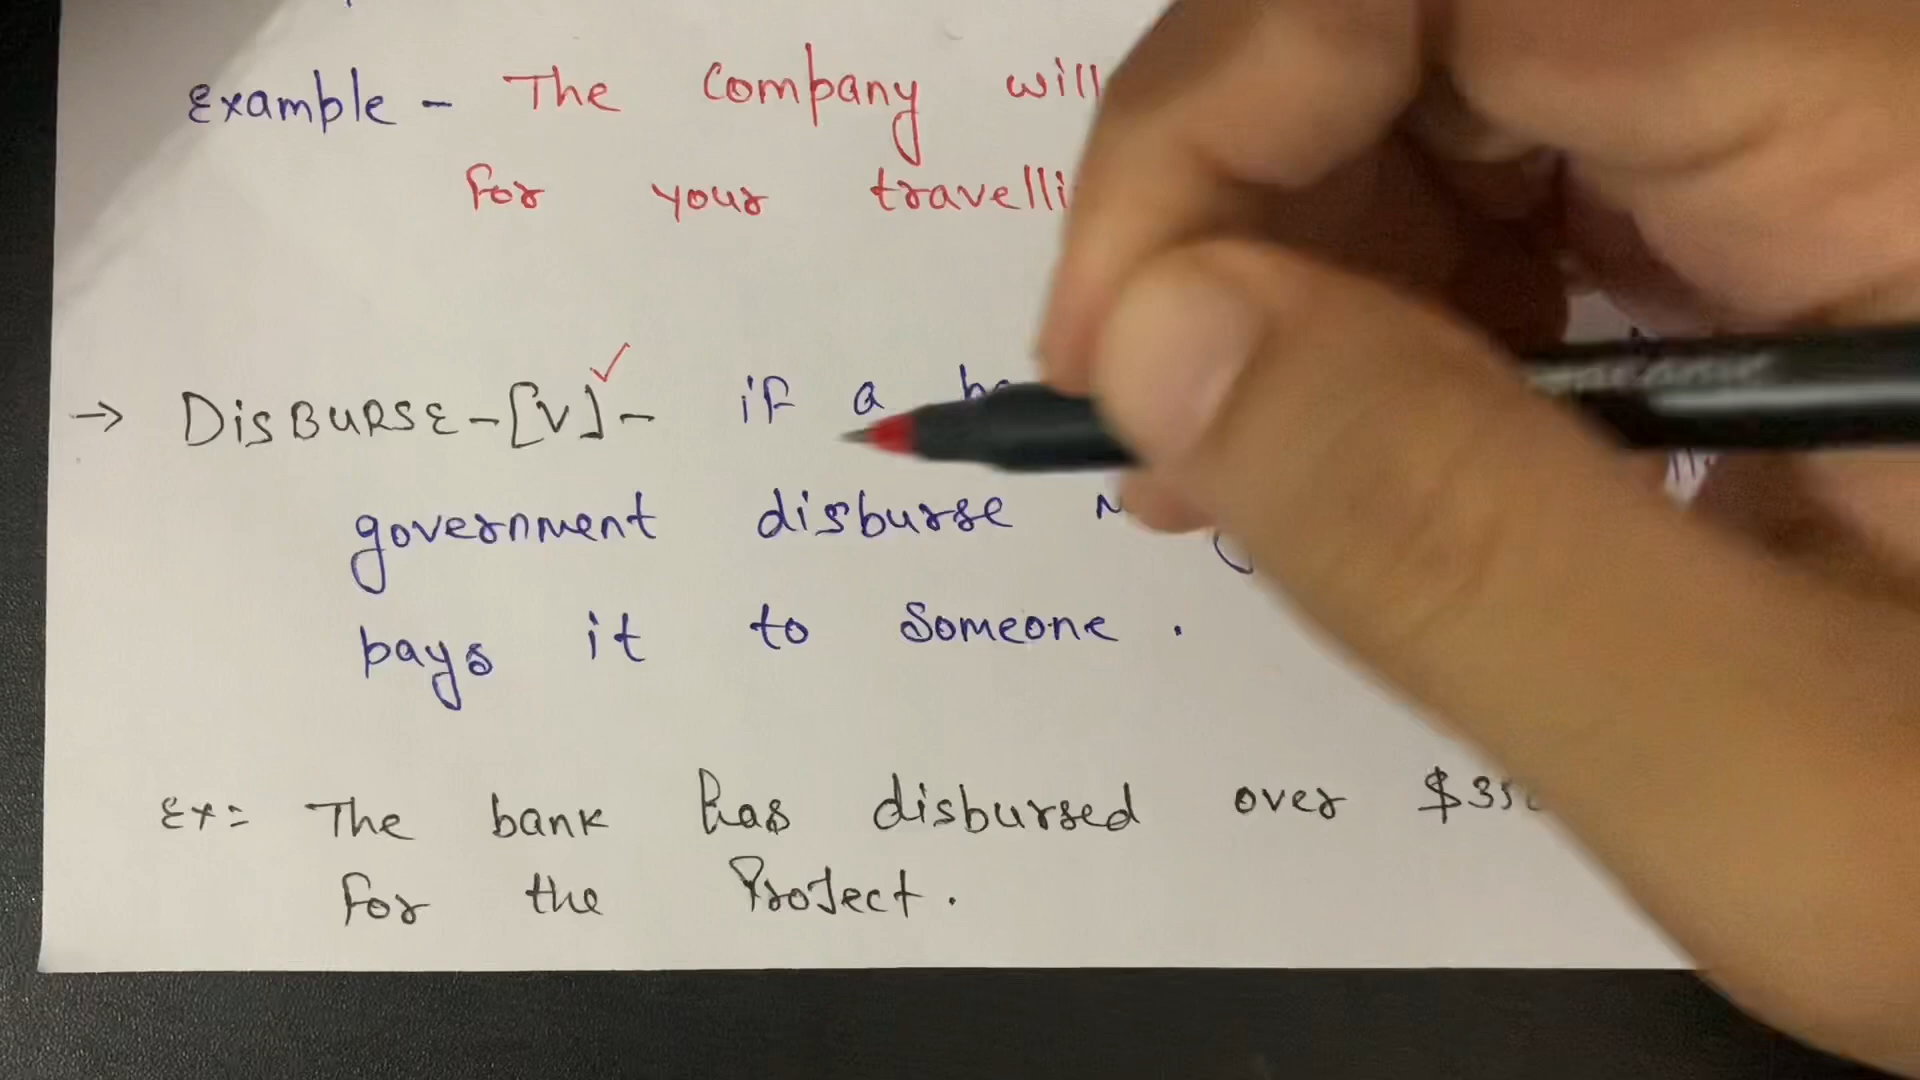 Example - The Company will
for your
→ DISBURSE - [V] ✓ - if a
government disburse
pays it to Someone .
Ex = The bank has disbursed over
for the Project .